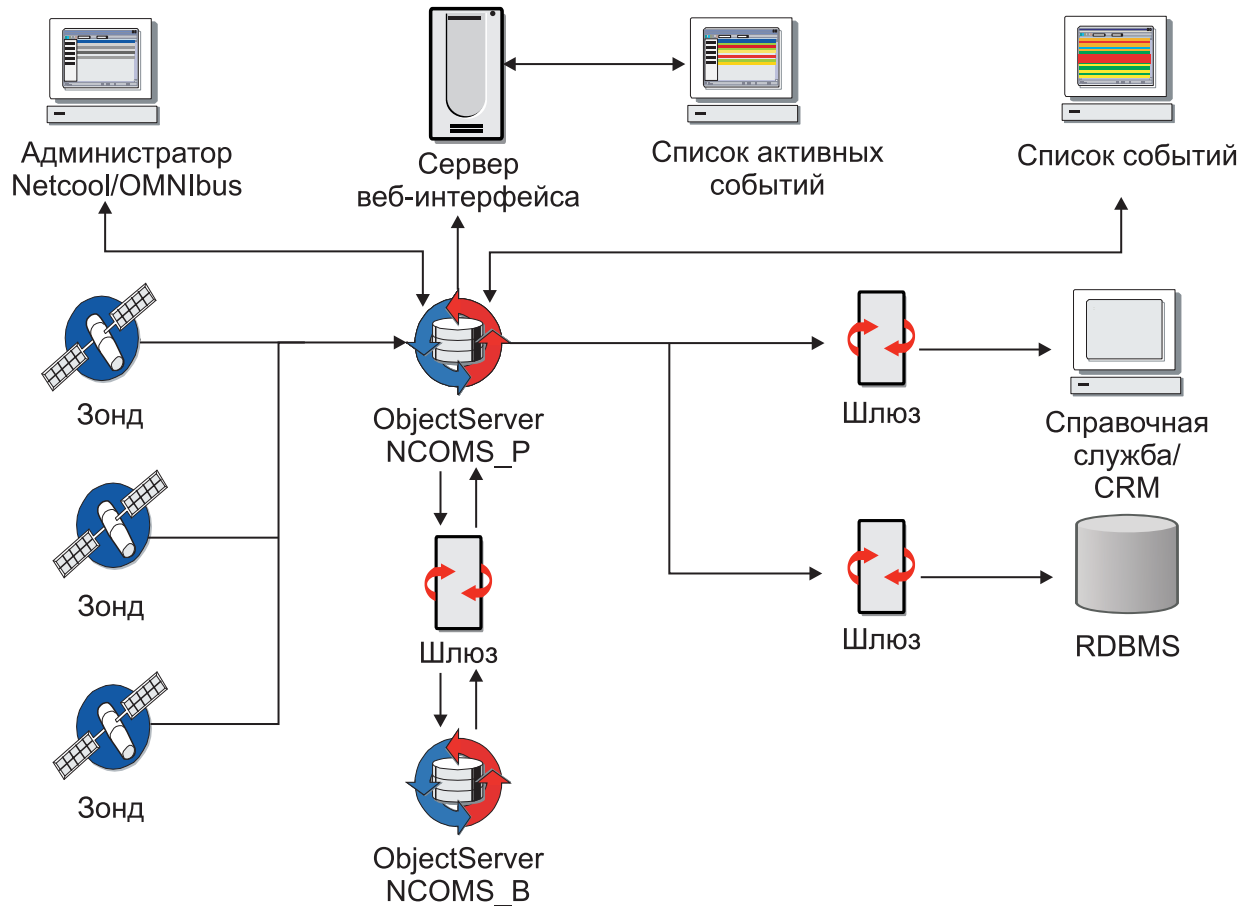 Администратор
Netcool/OMNIbus
Сервер
веб-интерфейса
Список активных
событий
Список событий
Зонд
ObjectServer
NCOMS_P
Шлюз
Справочная
служба/
CRM
Зонд
Шлюз
Шлюз
RDBMS
Зонд
ObjectServer
NCOMS_B